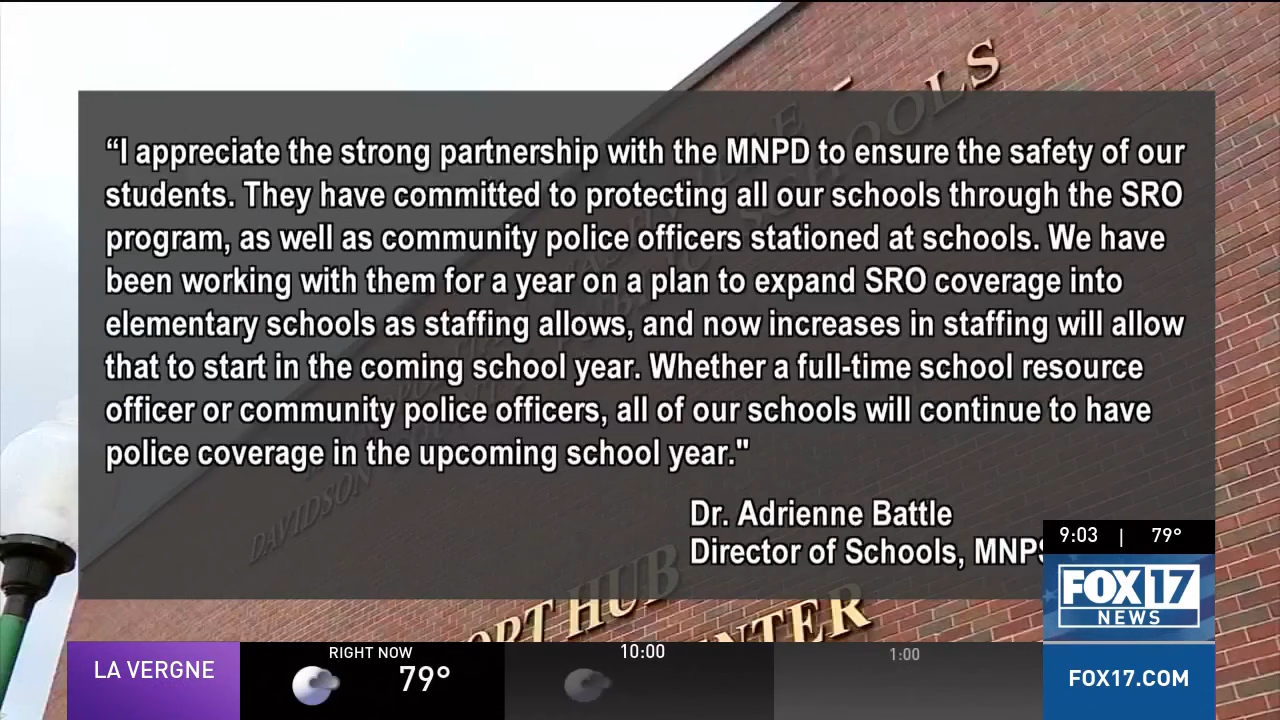 SCHOOLS
“I appreciate the strong partnership with the MNPD to ensure the safety of our
students. They have committed to protecting all our schools through the SRO
program, as well as community police officers stationed at schools. We have
been working with them for a year on a plan to expand SRO coverage into
elementary schools as staffing allows, and now increases in staffing will allow
that to start in the coming school year. Whether a full-time school resource
officer or community police officers, all of our schools will continue to have
police coverage in the upcoming school year."
Dr. Adrienne Battle
Director of Schools, MNPS
DAVIDSON
HUB
9:03 | 79°
FOX 17
NEWS
LA VERGNE
RIGHT NOW
79°
10:00
1:00
FOX17.COM